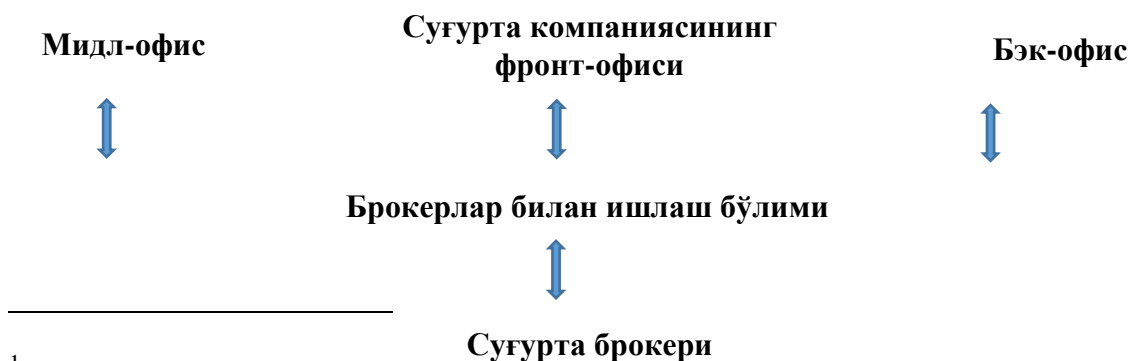 Мидл-офис
Суғурта компаниясининг
фронт-офиси
Бэк-офис
Брокерлар билан ишлаш бўлими
Суғурта брокери
1